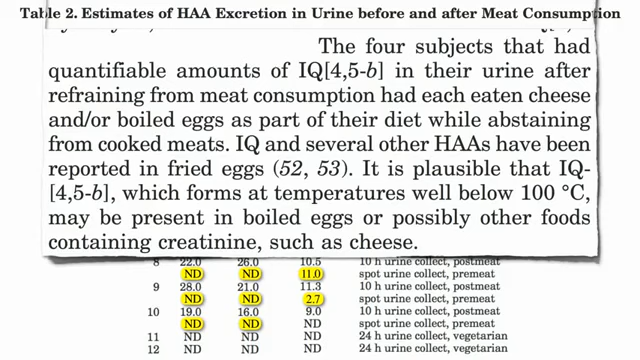 Table 2. Estimates of HAA Excretion in Urine before and after Meat Consumption
The four subjects that had
quantifiable amounts of IQ[4,5-b] in their urine after
refraining from meat consumption had each eaten cheese
and/or boiled eggs as part of their diet while abstaining
from cooked meats. IQ and several other HAAs have been
reported in fried eggs (52, 53). It is plausible that IQ-
[4,5-b], which forms at temperatures well below 100 °C,
may be present in boiled eggs or possibly other foods
containing creatinine, such as cheese.
8 22.0 26.0 10.5 10 h urine collect, postmeat
ND ND 11.0 spot urine collect, premeat
9 28.0 21.0 11.3 10 h urine collect, postmeat
ND ND 2.7 spot urine collect, premeat
10 19.0 16.0 9.0 10 h urine collect, postmeat
ND ND ND spot urine collect, premeat
11 ND ND ND 24 h urine collect, vegetarian
12 ND ND ND 24 h urine collect, vegetarian